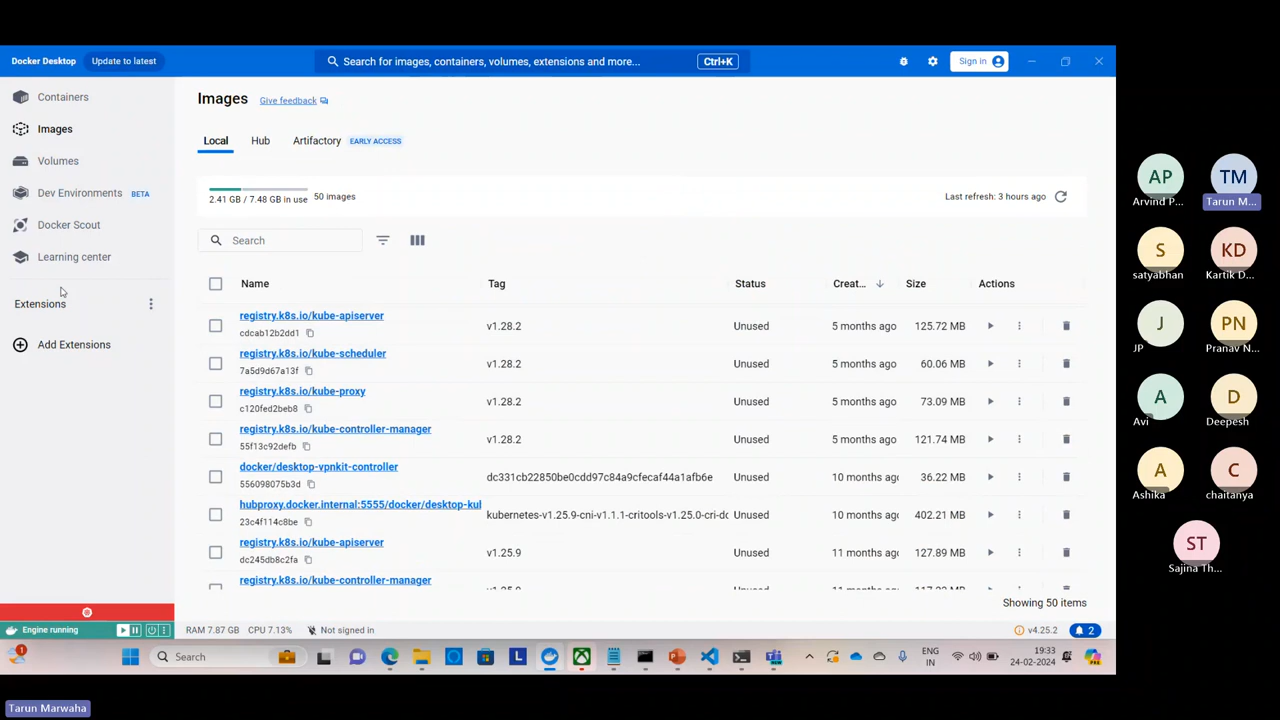 Docker Desktop Update to latest Search for images, containers, volumes, extensions and more... Ctrl+K Sign in
Containers
Images
Volumes
Dev Environments BETA
Docker Scout
Learning center
Extensions
Add Extensions
Images Give feedback
Local Hub Artifactory EARLY ACCESS
2.41 GB / 7.48 GB in use 50 images Last refresh: 3 hours ago
Search
Name Tag Status Creat... Size Actions
registry.k8s.io/kube-apiserver
cdcab12b2dd1 v1.28.2 Unused 5 months ago 125.72 MB
registry.k8s.io/kube-scheduler
7a5d9d67a13f v1.28.2 Unused 5 months ago 60.06 MB
registry.k8s.io/kube-proxy
c120fed2beb8 v1.28.2 Unused 5 months ago 73.09 MB
registry.k8s.io/kube-controller-manager
55f13c92defb v1.28.2 Unused 5 months ago 121.74 MB
docker/desktop-vpnkit-controller
556098075b3d dc331cb22850be0cdd97c84a9cfecaf44a1afb6e Unused 10 months ago 36.22 MB
hubproxy.docker.internal:5555/docker/desktop-kul
23c4f114c8be kubernetes-v1.25.9-cni-v1.1.1-critools-v1.25.0-cri-dc Unused 10 months ago 402.21 MB
registry.k8s.io/kube-apiserver
dc245db8c2fa v1.25.9 Unused 11 months ago 127.89 MB
registry.k8s.io/kube-controller-manager
Showing 50 items
Engine running RAM 7.87 GB CPU 7.13% Not signed in v4.25.2 2
1 Search ENG
IN 19:33
24-02-2024
AP TM
Arvind P... Tarun M...
S KD
satyabhan Kartik D...
J PN
JP Pranav N...
A D
Avi Deepesh
A C
Ashika chaitanya
ST
Sajina Th...
Tarun Marwaha